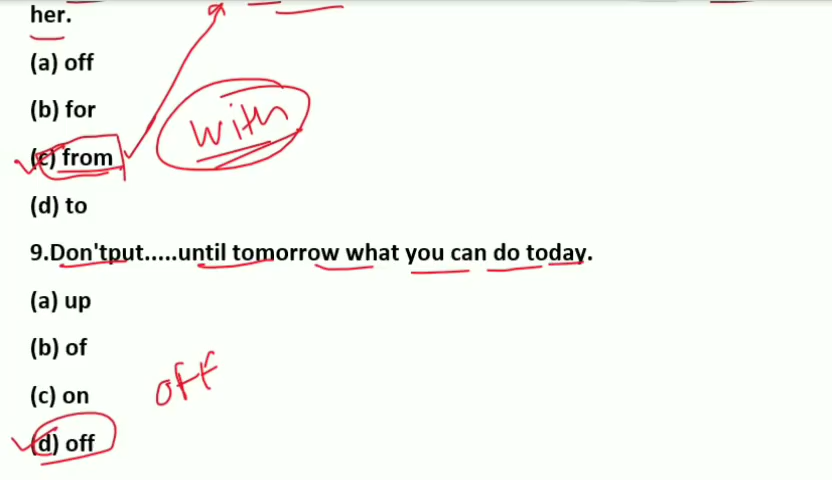 her.
(a) off
(b) for
with
(c) from
(d) to
9.Don'tput.....until tomorrow what you can do today.
(a) up
(b) of
(c) on
off
(d) off